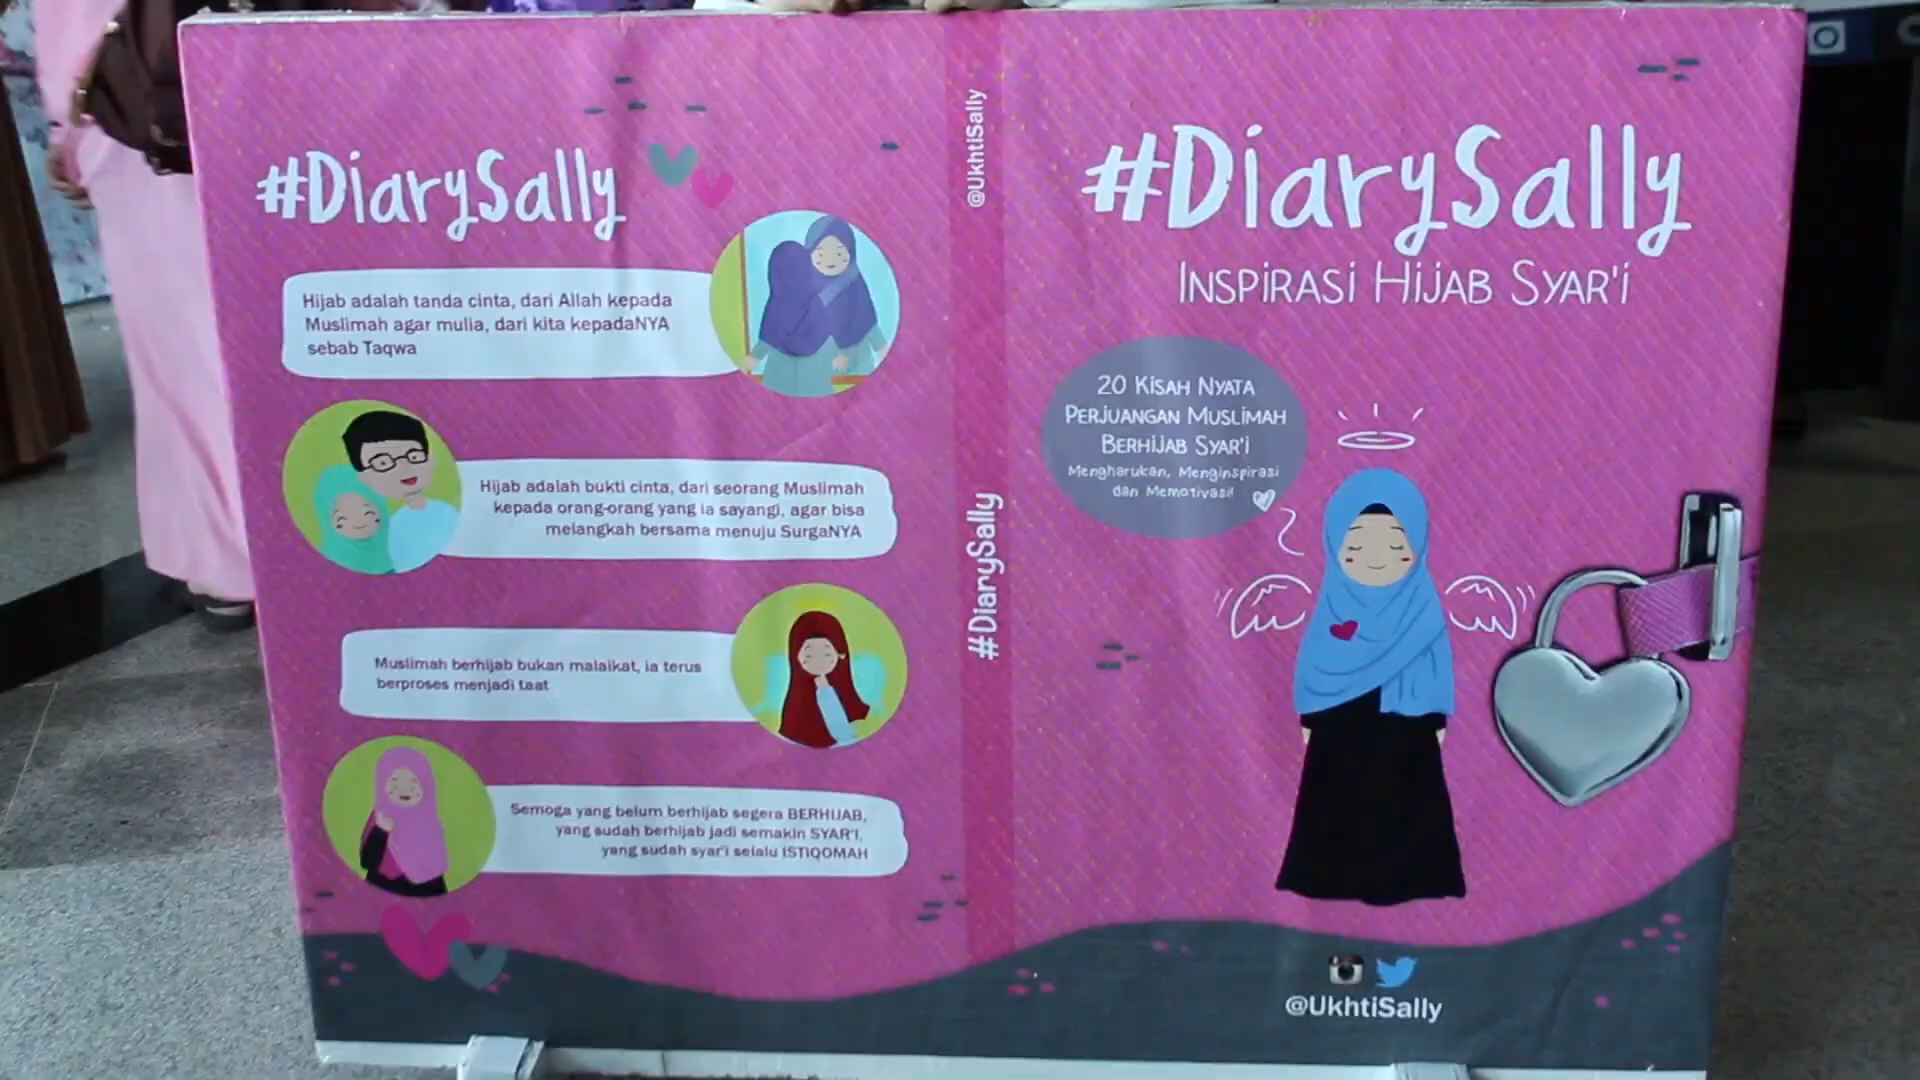 #DiarySally
Hijab adalah tanda cinta, dari Allah kepada
Muslimah agar mulia, dari kita kepadaNYA
sebab Taqwa
Hijab adalah bukti cinta, dari seorang Muslimah
kepada orang-orang yang ia sayangi, agar bisa
melangkah bersama menuju SurgaNYA
Muslimah berhijab bukan malaikat, ia terus
berproses menjadi taat
Semoga yang belum berhijab segera BERHIJAB,
yang sudah berhijab jadi semakin SYAR'I,
yang sudah syar'i selalu ISTIQOMAH
@UkhtiSally
#DiarySally
#DiarySally
INSPIRASI HIJAB SYAR'I
20 KISAH NYATA
PERJUANGAN MUSLIMAH
BERHIJAB SYAR'I
Mengharukan, Menginspirasi
dan Memotivasi!
@UkhtiSally